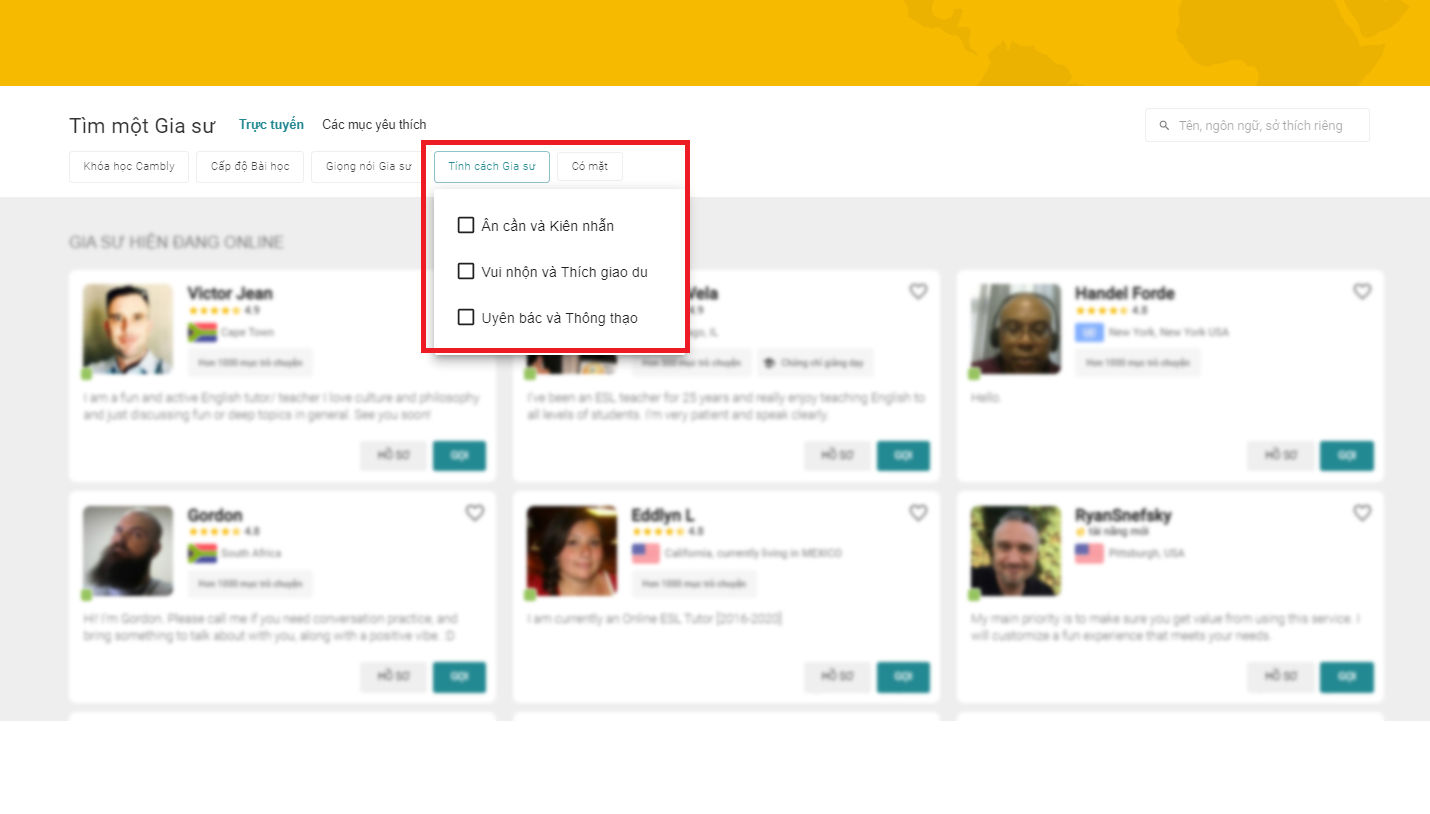 Tìm một Gia sư
Trực tuyến
Các mục yêu thích
Tên, ngôn ngữ, sở thích riêng
Khóa học Cambly
Cấp độ Bài học
Giọng nói Gia sư
Tính cách Gia sư
Có mặt
Ân cần và Kiên nhẫn
Vui nhộn và Thích giao du
Uyên bác và Thông thạo
GIA SƯ HIỆN ĐANG ONLINE
Victor Jean
4.9
Cape Town
Hơn 1000 mục trò chuyện
I am a fun and active English tutor/ teacher I love culture and philosophy
and just discussing fun or deep topics in general. See you soon!
HỒ SƠ
GỌI
Vela
4.9
IL
Hơn 500 mục trò chuyện
Chứng chỉ giảng dạy
I've been an ESL teacher for 25 years and really enjoy teaching English to
all levels of students. I'm very patient and speak clearly.
HỒ SƠ
GỌI
Handel Forde
4.8
New York, New York USA
Hơn 1000 mục trò chuyện
Hello.
HỒ SƠ
GỌI
Gordon
4.8
South Africa
Hơn 1000 mục trò chuyện
Hi! I'm Gordon. Please call me if you need conversation practice, and
bring something to talk about with you, along with a positive vibe. :D
HỒ SƠ
GỌI
Eddlyn L
4.8
California, currently living in MEXICO
Hơn 1000 mục trò chuyện
I am currently an Online ESL Tutor [2016-2020]
HỒ SƠ
GỌI
RyanSnefsky
tài năng mới
Pittsburgh, USA
My main priority is to make sure you get value from using this service. I
will customize a fun experience that meets your needs.
HỒ SƠ
GỌI